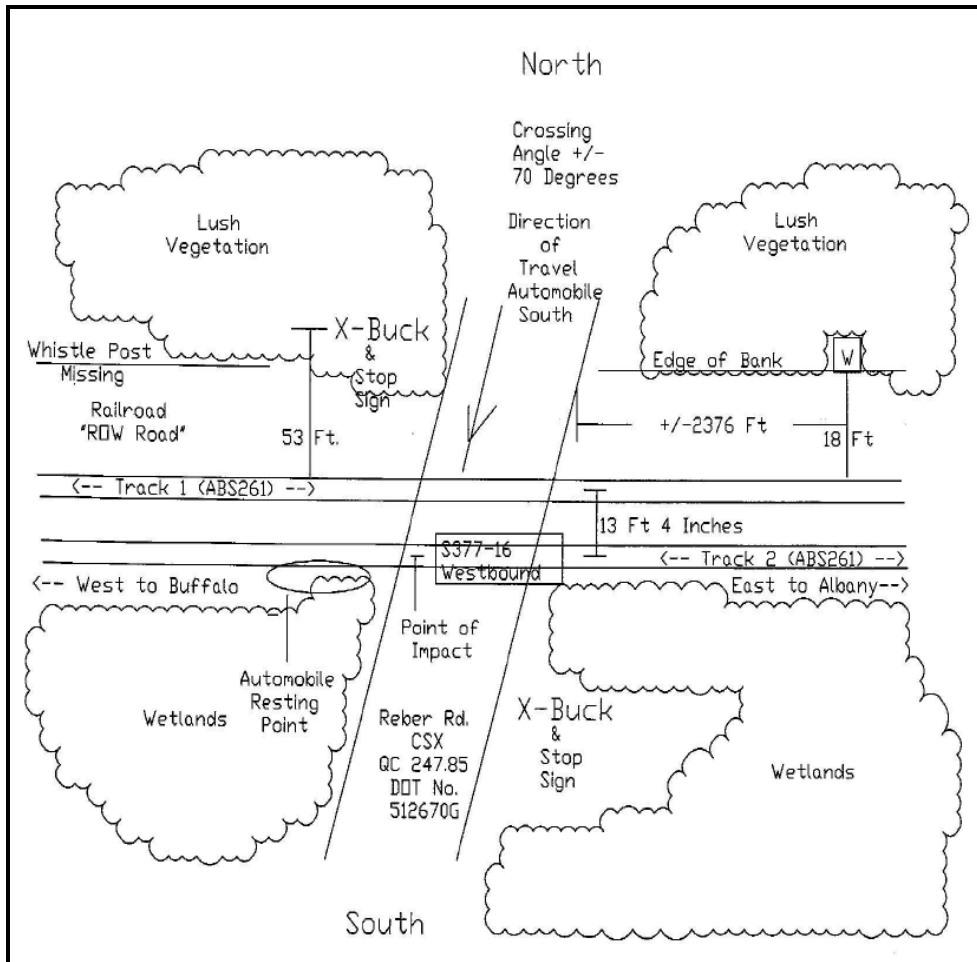 North
Crossing
Angle +/-
70 Degrees
Lush
Vegetation
Direction
of
Travel
Automobile
South
Lush
Vegetation
X-Buck
&
Stop
Sign
Whistle Post
Missing
Edge of Bank
W
Railroad
"ROW Road"
53 Ft.
+/-2376 Ft
18 Ft
<-- Track 1 (ABS261) -->
13 Ft 4 Inches
S377-16
Westbound
<-- Track 2 (ABS261) -->
<-- West to Buffalo
East to Albany-->
Point of
Impact
Automobile
Resting
Point
Wetlands
Reber Rd.
CSX
QC 247.85
DOT No.
512670G
X-Buck
&
Stop
Sign
Wetlands
South